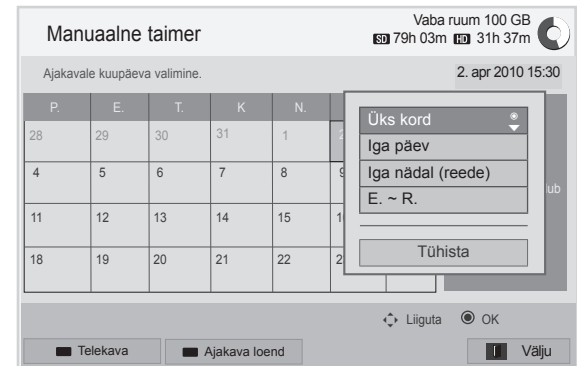 Manuaalne taimer
Vaba ruum 100 GB
SD 79h 03m HD 31h 37m
Ajakavale kuupäeva valimine.
2. apr 2010 15:30
P. E. T. K N.
28 29 30 31 1 2
4 5 6 7 8 9
11 12 13 14 15
18 19 20 21 22
Üks kord
Iga päev
Iga nädal (reede)
E. ~ R.
Tühista
Liiguta OK
Telekava Ajakava loend Välju